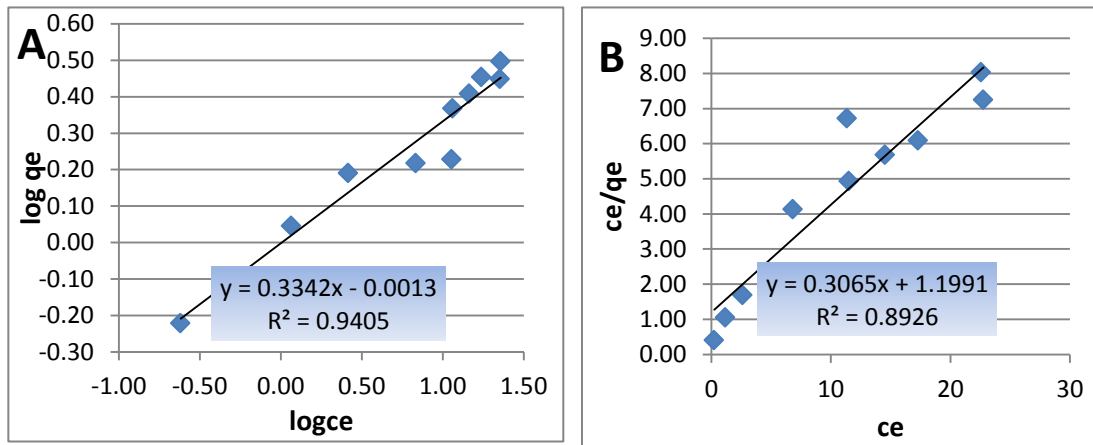 A
0.60
0.50
0.40
0.30
0.20
0.10
0.00
-0.10
-0.20
-0.30
log qe
y = 0.3342x - 0.0013
R² = 0.9405
-1.00 -0.50 0.00 0.50 1.00 1.50
logce
B
9.00
8.00
7.00
6.00
5.00
4.00
3.00
2.00
1.00
0.00
ce/qe
y = 0.3065x + 1.1991
R² = 0.8926
0 10 20 30
ce